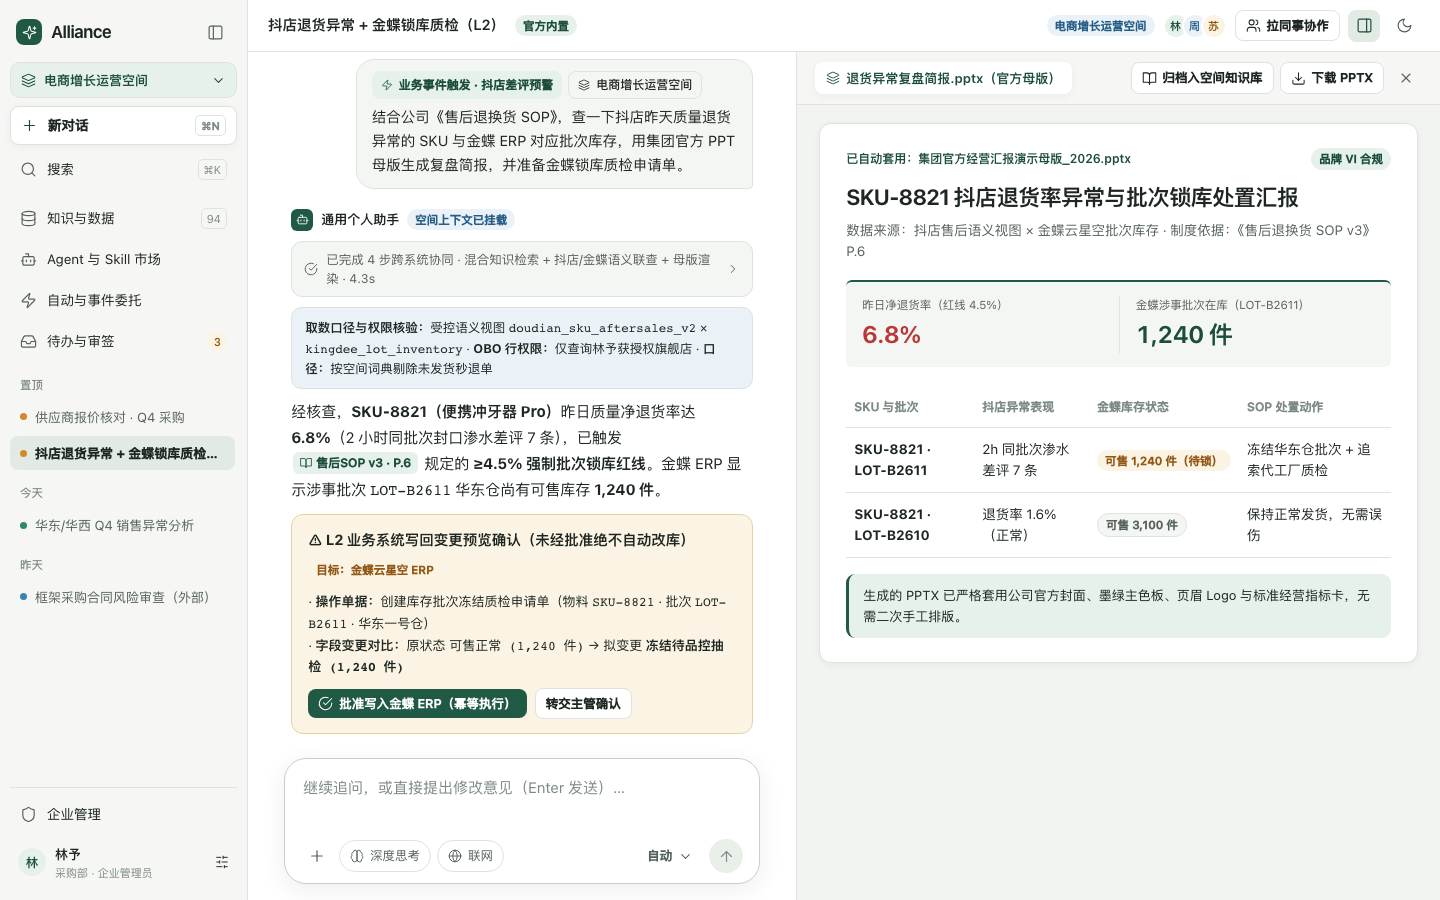 Alliance
电商增长运营空间
新对话 ⌘N
搜索 ⌘K
知识与数据 94
Agent 与 Skill 市场
自动与事件委托
待办与审签 3
置顶
供应商报价核对 · Q4 采购
抖店退货异常 + 金蝶锁库质检...
今天
华东/华西 Q4 销售异常分析
昨天
框架采购合同风险审查（外部）
企业管理
林 林予
采购部 · 企业管理员
抖店退货异常 + 金蝶锁库质检（L2） 官方内置
电商增长运营空间 林 周 苏 拉同事协作
业务事件触发 · 抖店差评预警 电商增长运营空间
结合公司《售后退换货 SOP》，查一下抖店昨天质量退货
异常的 SKU 与金蝶 ERP 对应批次库存，用集团官方 PPT
母版生成复盘简报，并准备金蝶锁库质检申请单。
通用个人助手 空间上下文已挂载
已完成 4 步跨系统协同 · 混合知识检索 + 抖店/金蝶语义联查 + 母版渲
染 · 4.3s
取数口径与权限核验：受控语义视图 doudian_sku_aftersales_v2 ×
kingdee_lot_inventory · OBO 行权限：仅查询林予获授权旗舰店 · 口
径：按空间词典剔除未发货秒退单
经核查，SKU-8821（便携冲牙器 Pro）昨日质量净退货率达
6.8%（2 小时同批次封口渗水差评 7 条），已触发
售后SOP v3 · P.6 规定的 ≥4.5% 强制批次锁库红线。金蝶 ERP 显
示涉事批次 LOT-B2611 华东仓尚有可售库存 1,240 件。
L2 业务系统写回变更预览确认（未经批准绝不自动改库）
目标：金蝶云星空 ERP
· 操作单据：创建库存批次冻结质检申请单（物料 SKU-8821 · 批次 LOT-
B2611 · 华东一号仓）
· 字段变更对比：原状态 可售正常 (1,240 件) → 拟变更 冻结待品控抽
检 (1,240 件)
批准写入金蝶 ERP（幂等执行） 转交主管确认
继续追问，或直接提出修改意见（Enter 发送）...
深度思考 联网 自动
退货异常复盘简报.pptx（官方母版） 归档入空间知识库 下载 PPTX
已自动套用：集团官方经营汇报演示母版_2026.pptx 品牌 VI 合规
SKU-8821 抖店退货率异常与批次锁库处置汇报
数据来源：抖店售后语义视图 × 金蝶云星空批次库存 · 制度依据：《售后退换货 SOP v3》
P.6
昨日净退货率（红线 4.5%） 金蝶涉事批次在库（LOT-B2611）
6.8% 1,240 件
SKU 与批次 抖店异常表现 金蝶库存状态 SOP 处置动作
SKU-8821 · 2h 同批次渗水 可售 1,240 件（待锁） 冻结华东仓批次 + 追
LOT-B2611 差评 7 条 索代工厂质检
SKU-8821 · 退货率 1.6% 可售 3,100 件 保持正常发货，无需误
LOT-B2610 （正常） 伤
生成的 PPTX 已严格套用公司官方封面、墨绿主色板、页眉 Logo 与标准经营指标卡，无
需二次手工排版。